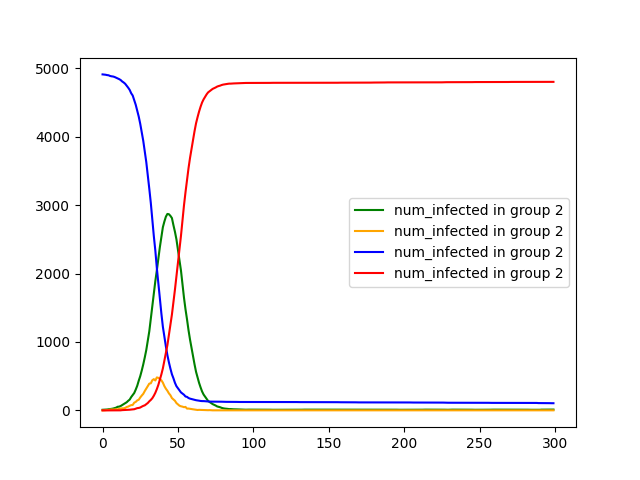 5000
4000
3000
2000
1000
0
num_infected in group 2
num_infected in group 2
num_infected in group 2
num_infected in group 2
0 50 100 150 200 250 300